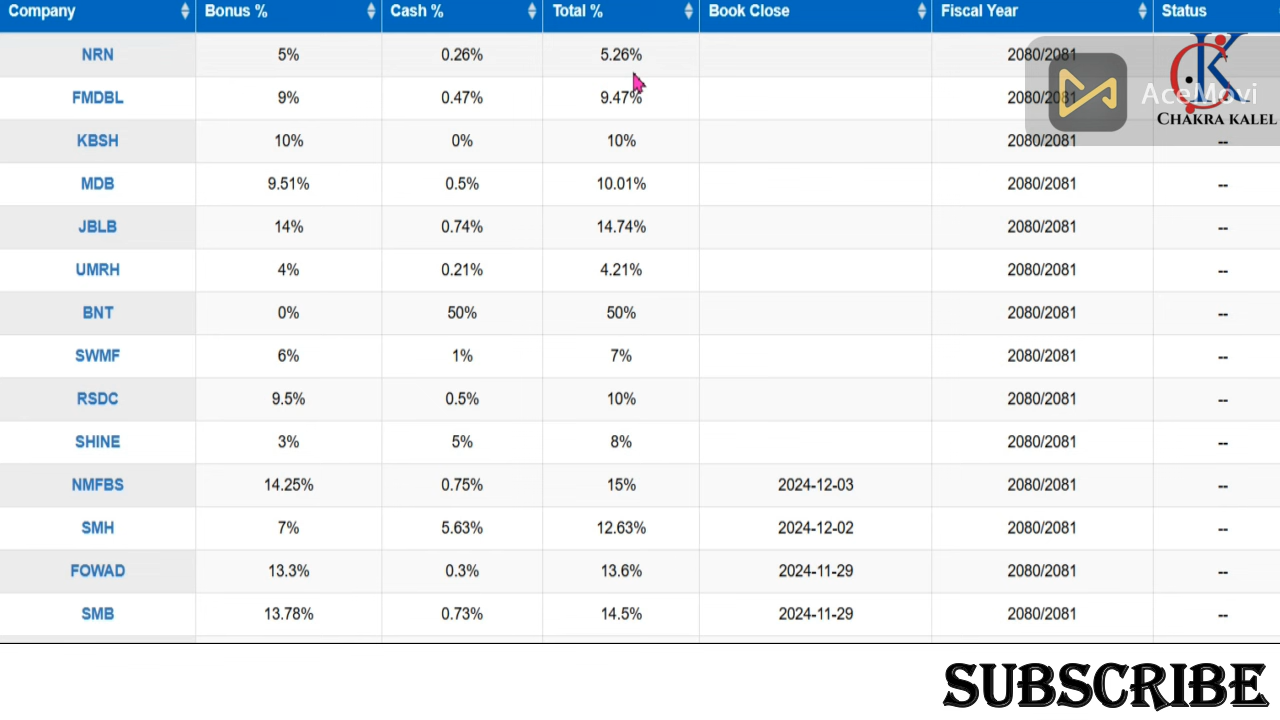 Company Bonus % Cash % Total % Book Close Fiscal Year Status
NRN 5% 0.26% 5.26% 2080/2081
FMDBL 9% 0.47% 9.47% 2080/2081
AceMovi
K
CHAKRA KALEL
KBSH 10% 0% 10% 2080/2081 --
MDB 9.51% 0.5% 10.01% 2080/2081 --
JBLB 14% 0.74% 14.74% 2080/2081 --
UMRH 4% 0.21% 4.21% 2080/2081 --
BNT 0% 50% 50% 2080/2081 --
SWMF 6% 1% 7% 2080/2081 --
RSDC 9.5% 0.5% 10% 2080/2081 --
SHINE 3% 5% 8% 2080/2081 --
NMFBS 14.25% 0.75% 15% 2024-12-03 2080/2081 --
SMH 7% 5.63% 12.63% 2024-12-02 2080/2081 --
FOWAD 13.3% 0.3% 13.6% 2024-11-29 2080/2081 --
SMB 13.78% 0.73% 14.5% 2024-11-29 2080/2081 --
SUBSCRIBE